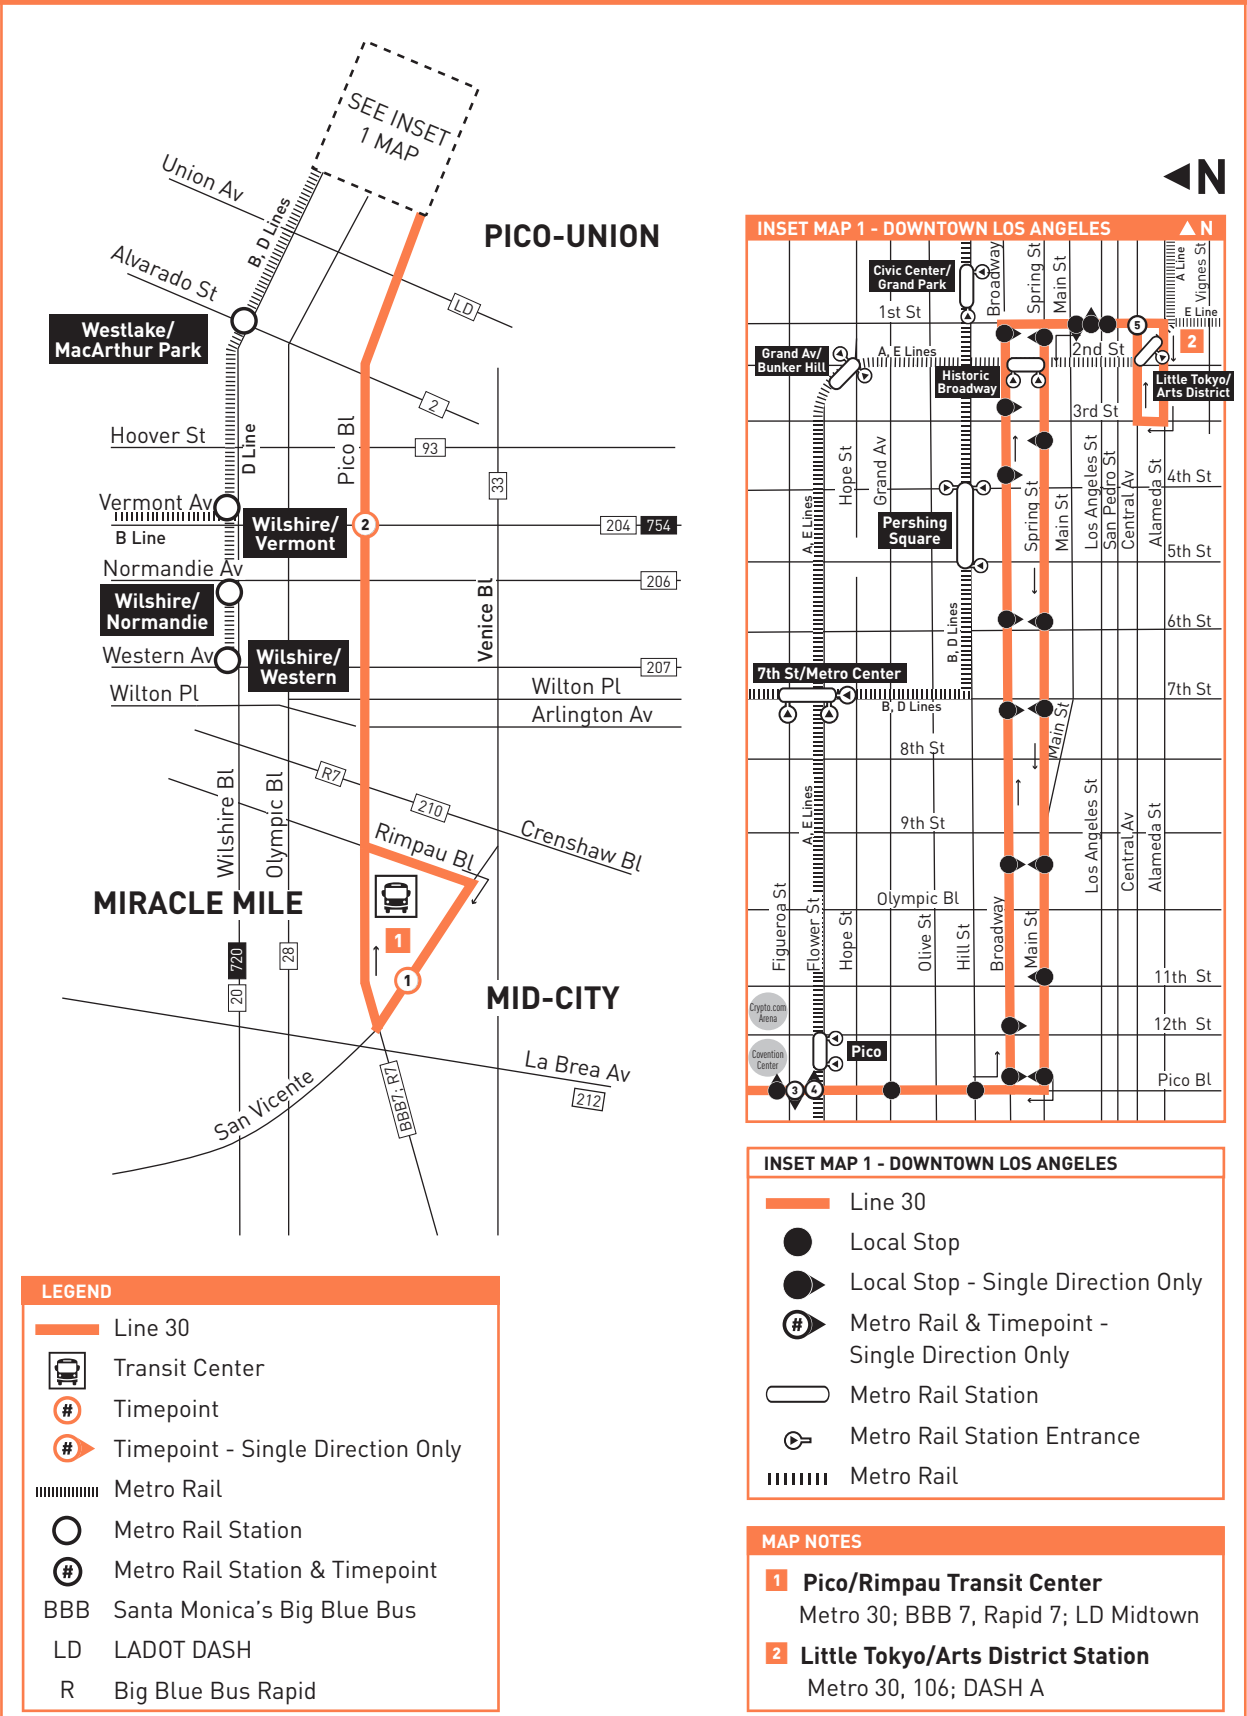 SEE INSET
1 MAP
Union Av
B, D Lines
PICO-UNION
Alvarado St
LD
Westlake/
MacArthur Park
2
Pico Bl
Hoover St
93
D Line
33
Vermont Av
B Line
Wilshire/
Vermont
2
204
754
Normandie Av
206
Wilshire/
Normandie
Venice Bl
Western Av
Wilshire/
Western
207
Wilton Pl
Wilton Pl
Arlington Av
R7
210
Crenshaw Bl
Wilshire Bl
Olympic Bl
Rimpau Bl
MIRACLE MILE
1
720
28
20
1
MID-CITY
La Brea Av
212
San Vicente
BBB7, R7
N
INSET MAP 1 - DOWNTOWN LOS ANGELES
N
Civic Center/
Grand Park
Broadway
Spring St
Main St
A Line
Vignes St
1st St
E Line
5
2
Grand Av/
Bunker Hill
A, E Lines
2nd St
Historic
Broadway
Little Tokyo/
Arts District
3rd St
Hope St
Grand Av
4th St
A, E Lines
Pershing
Square
Spring St
Main St
Los Angeles St
San Pedro St
Central Av
Alameda St
5th St
B, D Lines
6th St
7th St/Metro Center
7th St
B, D Lines
Main St
8th St
A, E Lines
9th St
Los Angeles St
Central Av
Alameda St
Olympic Bl
Figueroa St
Flower St
Hope St
Olive St
Hill St
Broadway
Main St
11th St
Crypto.com
Arena
12th St
Covention
Center
Pico
3
4
Pico Bl
INSET MAP 1 - DOWNTOWN LOS ANGELES
Line 30
Local Stop
Local Stop - Single Direction Only
# Metro Rail & Timepoint -
Single Direction Only
Metro Rail Station
Metro Rail Station Entrance
Metro Rail
LEGEND
Line 30
Transit Center
# Timepoint
# Timepoint - Single Direction Only
Metro Rail
Metro Rail Station
# Metro Rail Station & Timepoint
BBB Santa Monica's Big Blue Bus
LD LADOT DASH
R Big Blue Bus Rapid
MAP NOTES
1 Pico/Rimpau Transit Center
Metro 30; BBB 7, Rapid 7; LD Midtown
2 Little Tokyo/Arts District Station
Metro 30, 106; DASH A